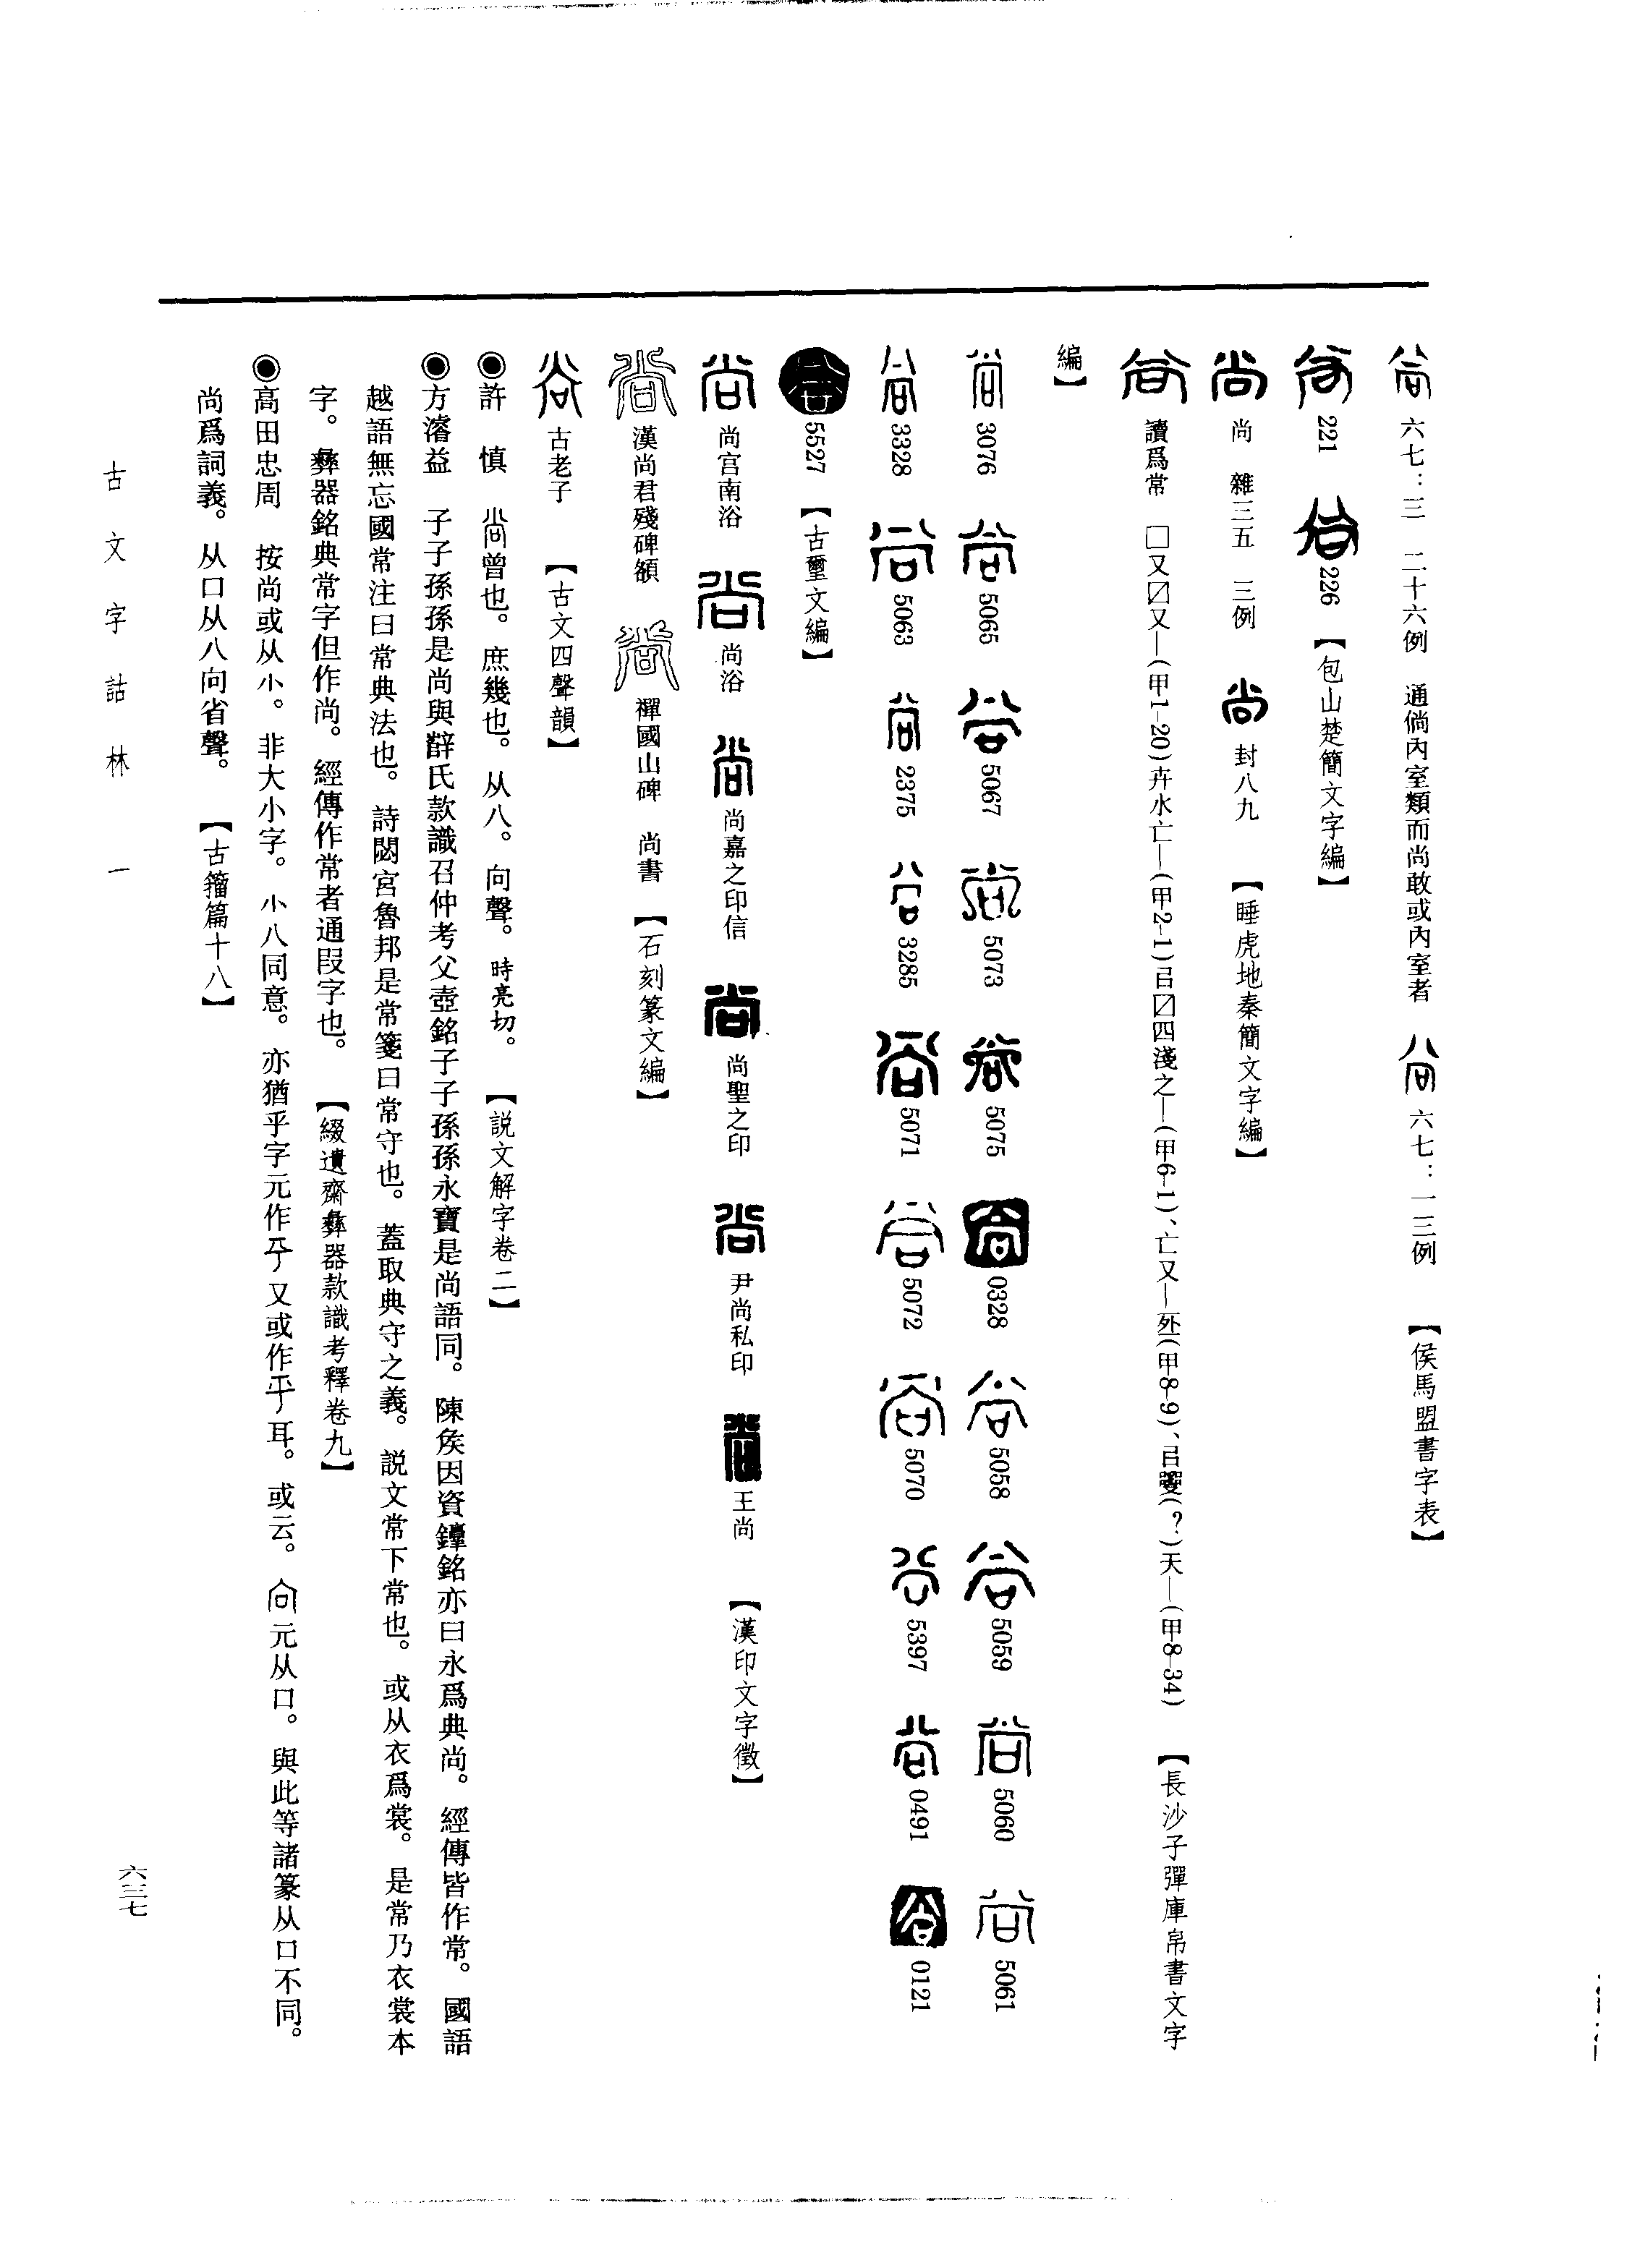 六七：三　二十六例　通倘內室類而尚敢或內室者　六七：一三例　【侯馬盟書字表】
221　226　【包山楚簡文字編】
尚　雜三五　三例　封八九　【睡虎地秦簡文字編】
讀爲常　□又〼又—(甲1–20)卉水亡—(甲2–1)㠯〼四淺之—(甲6–1)、亡又—(甲8–9)、㠯(?)天—(甲8–34)　【長沙子彈庫帛書文字
編】
3076　5065　5067　5073　5075　0328　5058　5059　5060　5061
3328　5063　2375　3285　5071　5072　5070　5397　0491　0121
5527　【古璽文編】
尚宫南浴　尚浴　尚嘉之印信　尚聖之印　尹尚私印　王尚　【漢印文字徵】
漢尚君殘碑額　禪國山碑　尚書　【石刻篆文編】
古老子　【古文四聲韻】
◉許　慎　尚曾也。庶幾也。从八。向聲。時亮切。　【説文解字卷二】
◉方濬益　子子孫孫是尚與薛氏款識召仲考父壺銘子子孫孫永寶是尚語同。陳侯因資鐘銘亦曰永爲典尚。經傳皆作常。國語
越語無忘國常注曰常典法也。詩閟宮魯邦是常箋曰常守也。蓋取典守之義。説文常下常也。或从衣爲裳。是常乃衣裳本
字。彝器銘典常字但作尚。經傳作常者通叚字也。　【綴遺齋彝器款識考釋卷九】
◉高田忠周　按尚或从小。非大小字。小八同意。亦猶乎字元作又或作耳。或云。向元从口。與此等諸篆从口不同。
尚爲詞義。从口从八向省聲。　【古籀篇十八】
古文字詁林　一
六三七